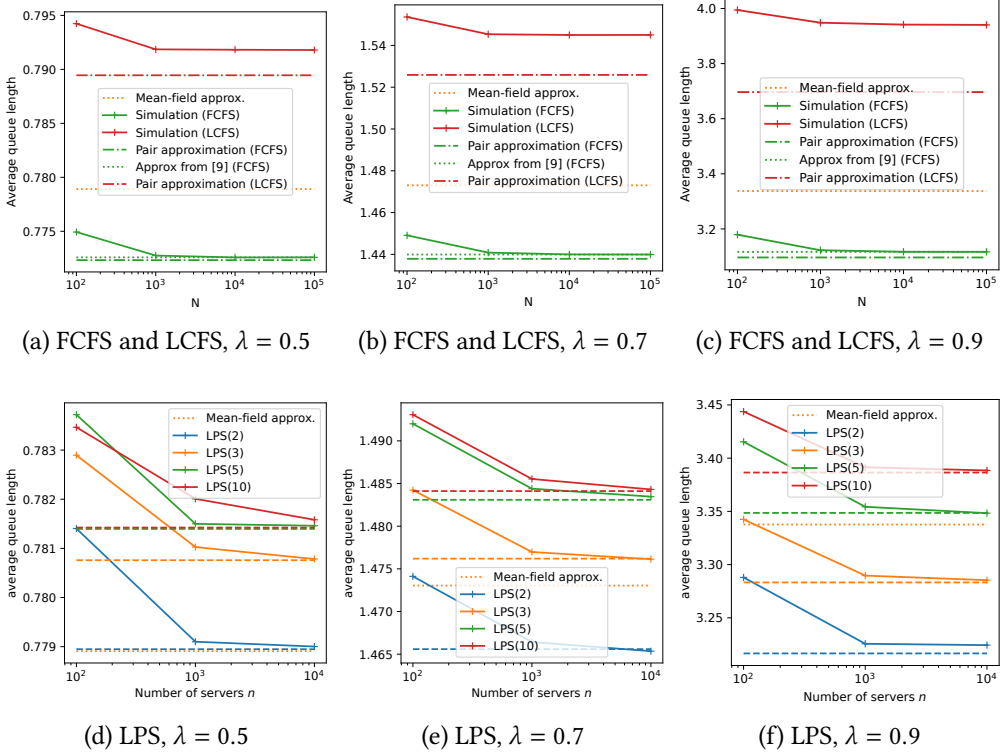 0.795
0.790
0.785
0.780
0.775
Average queue length
Mean-field approx.
Simulation (FCFS)
Simulation (LCFS)
Pair approximation (FCFS)
Approx from [9] (FCFS)
Pair approximation (LCFS)
10²
10³
10⁴
10⁵
N
(a) FCFS and LCFS, λ = 0.5
1.54
1.52
1.50
1.48
1.46
1.44
Average queue length
Mean-field approx.
Simulation (FCFS)
Simulation (LCFS)
Pair approximation (FCFS)
Approx from [9] (FCFS)
Pair approximation (LCFS)
10²
10³
10⁴
10⁵
N
(b) FCFS and LCFS, λ = 0.7
4.0
3.8
3.6
3.4
3.2
Average queue length
Mean-field approx.
Simulation (FCFS)
Simulation (LCFS)
Pair approximation (FCFS)
Approx from [9] (FCFS)
Pair approximation (LCFS)
10²
10³
10⁴
10⁵
N
(c) FCFS and LCFS, λ = 0.9
0.783
0.782
0.781
0.780
0.779
average queue length
Mean-field approx.
LPS(2)
LPS(3)
LPS(5)
LPS(10)
10²
10³
10⁴
Number of servers n
(d) LPS, λ = 0.5
1.490
1.485
1.480
1.475
1.470
1.465
average queue length
Mean-field approx.
LPS(2)
LPS(3)
LPS(5)
LPS(10)
10²
10³
10⁴
Number of servers n
(e) LPS, λ = 0.7
3.45
3.40
3.35
3.30
3.25
average queue length
Mean-field approx.
LPS(2)
LPS(3)
LPS(5)
LPS(10)
10²
10³
10⁴
Number of servers n
(f) LPS, λ = 0.9